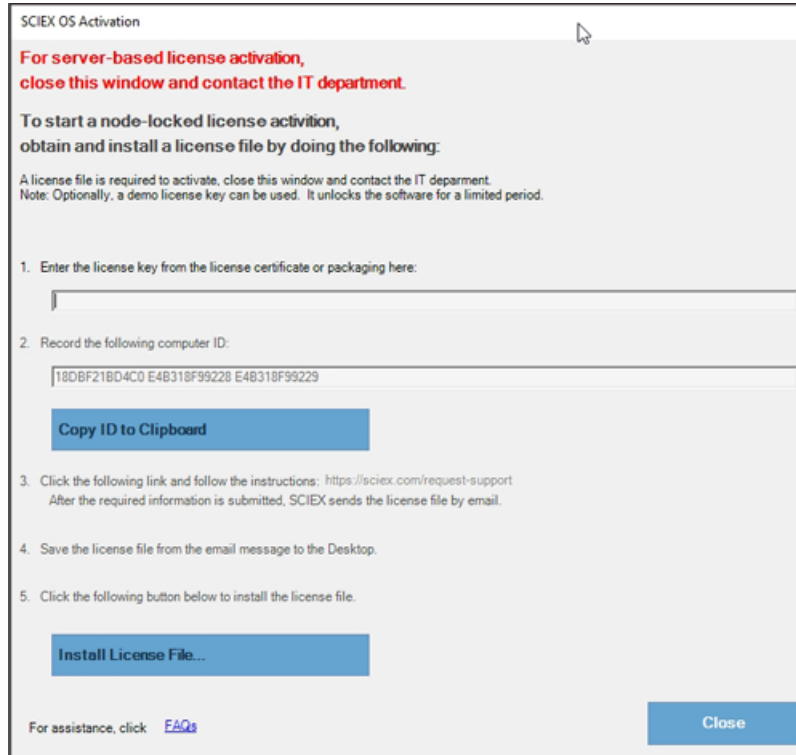 SCIEX OS Activation
For server-based license activation,
close this window and contact the IT department.
To start a node-locked license activition,
obtain and install a license file by doing the following:
A license file is required to activate, close this window and contact the IT deparment.
Note: Optionally, a demo license key can be used. It unlocks the software for a limited period.
1. Enter the license key from the license certificate or packaging here:
2. Record the following computer ID:
18DBF21BD4C0 E4B318F99228 E4B318F99229
Copy ID to Clipboard
3. Click the following link and follow the instructions: https://sciex.com/request-support
After the required information is submitted, SCIEX sends the license file by email.
4. Save the license file from the email message to the Desktop.
5. Click the following button below to install the license file.
Install License File...
For assistance, click FAQs
Close